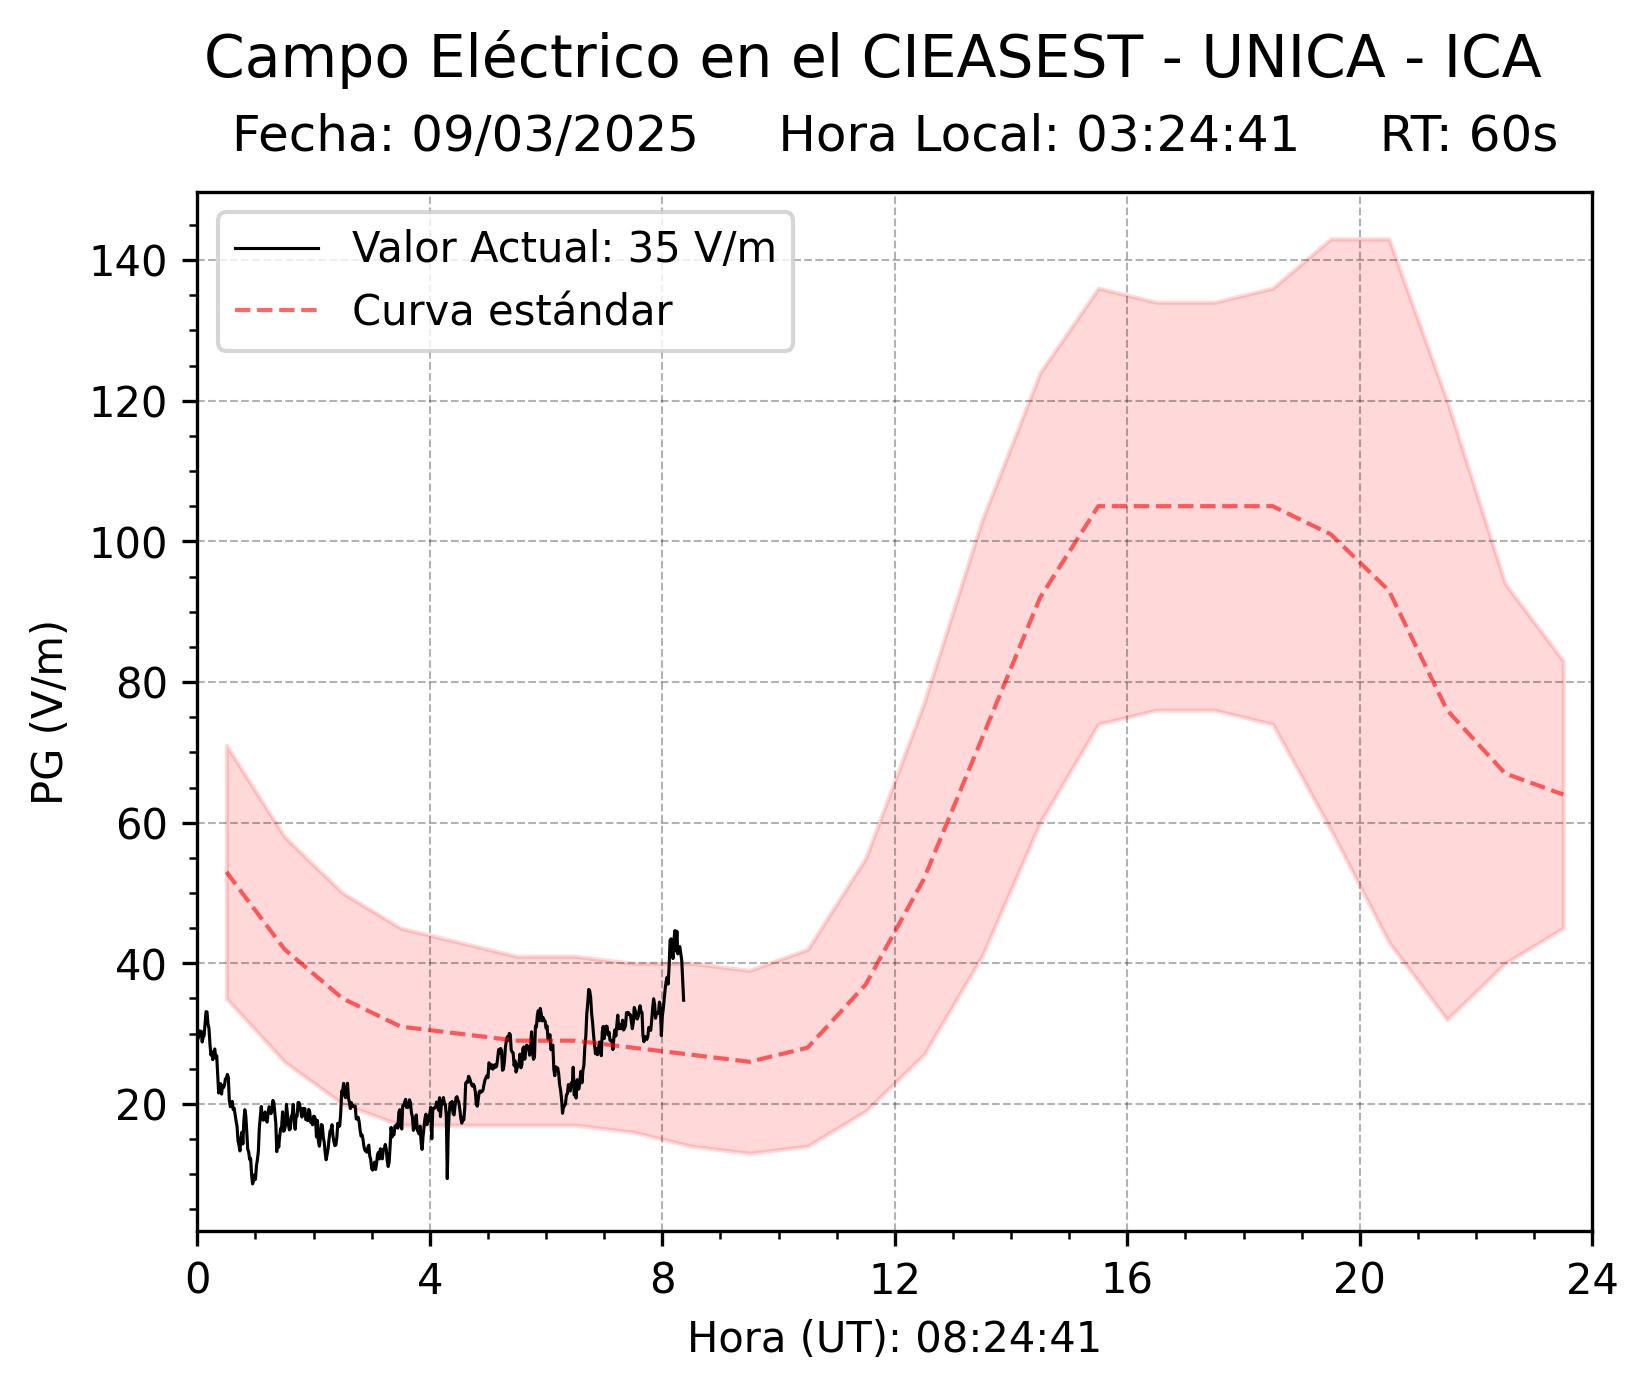 Campo Eléctrico en el CIEASEST - UNICA - ICA
Fecha: 09/03/2025 Hora Local: 03:24:41 RT: 60s
Valor Actual: 35 V/m
Curva estándar
140
120
100
80
60
40
20
PG (V/m)
0 4 8 12 16 20 24
Hora (UT): 08:24:41